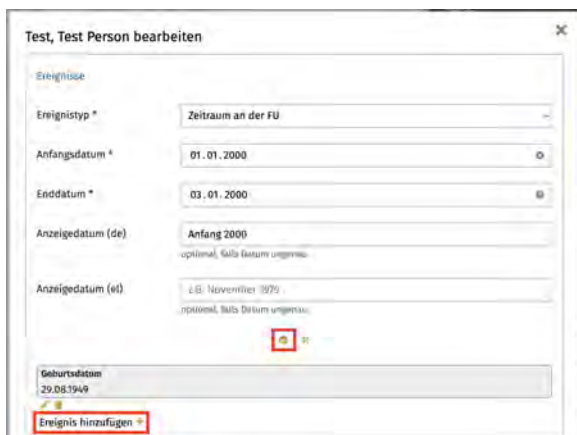 Test, Test Person bearbeiten
Ereignisse
Ereignistyp *
Zeitraum an der FU
Anfangsdatum *
01.01.2000
Enddatum *
03.01.2000
Anzeigedatum (de)
Anfang 2000
optional, falls Datum ungenau
Anzeigedatum (el)
z.B. November 1979
optional, falls Datum ungenau
Geburtsdatum
29.08.1949
Ereignis hinzufügen +